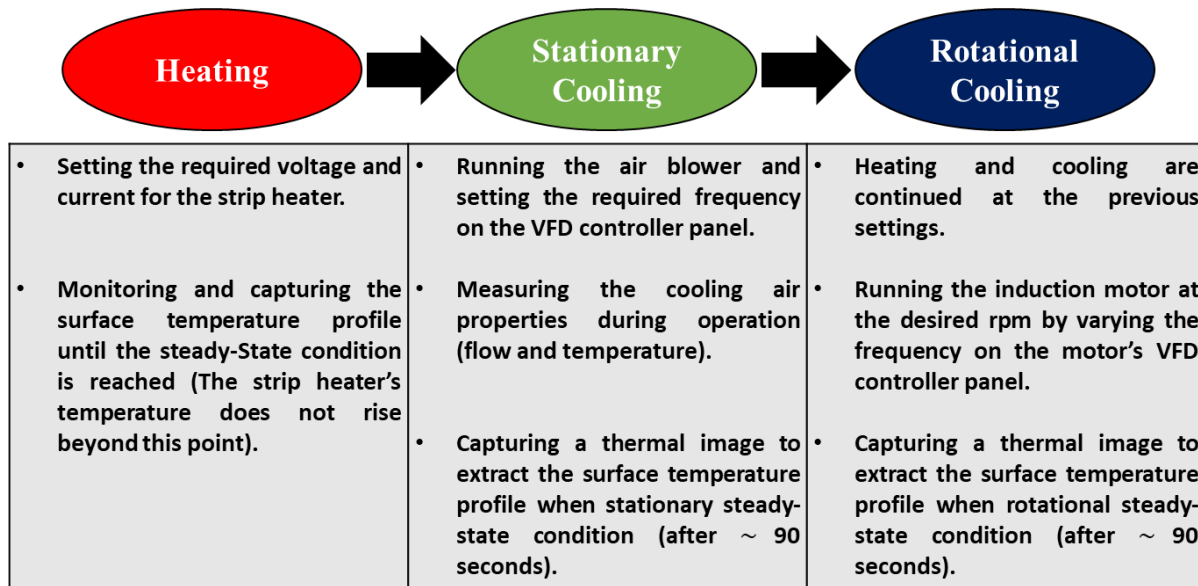 Heating
Stationary
Cooling
Rotational
Cooling
• Setting the required voltage and
current for the strip heater.
• Monitoring and capturing the
surface temperature profile
until the steady-State condition
is reached (The strip heater's
temperature does not rise
beyond this point).
• Running the air blower and
setting the required frequency
on the VFD controller panel.
• Measuring the cooling air
properties during operation
(flow and temperature).
• Capturing a thermal image to
extract the surface temperature
profile when stationary steady-
state condition (after ~ 90
seconds).
• Heating and cooling are
continued at the previous
settings.
• Running the induction motor at
the desired rpm by varying the
frequency on the motor's VFD
controller panel.
• Capturing a thermal image to
extract the surface temperature
profile when rotational steady-
state condition (after ~ 90
seconds).